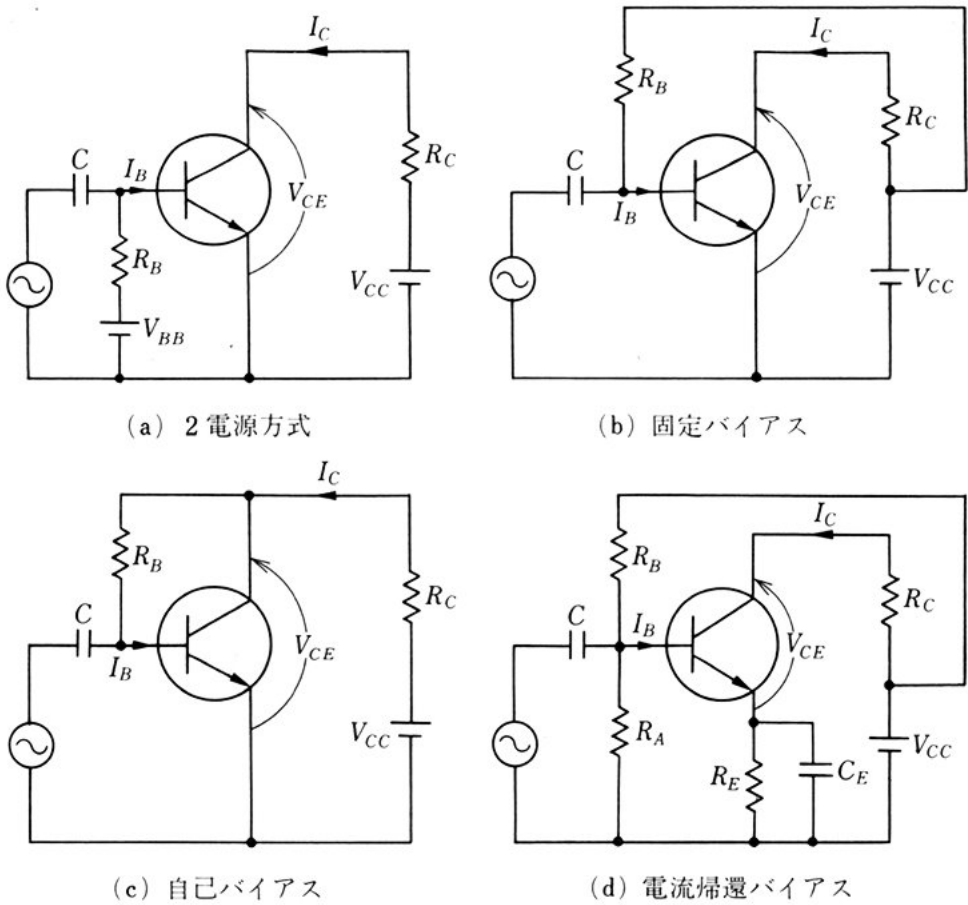 I_C
R_B
C
I_B
V_CE
R_C
V_BB
V_CC
(a) 2電源方式
I_C
R_B
R_C
C
I_B
V_CE
V_CC
(b) 固定バイアス
I_C
R_B
R_C
C
I_B
V_CE
V_CC
(c) 自己バイアス
I_C
R_B
R_C
C
I_B
V_CE
R_A
V_CC
R_E
C_E
(d) 電流帰還バイアス